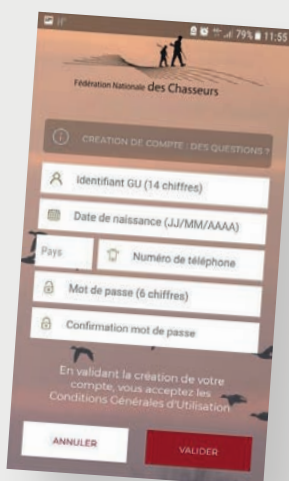 79% 11:55
Fédération Nationale des Chasseurs
CREATION DE COMPTE : DES QUESTIONS ?
Identifiant GU (14 chiffres)
Date de naissance (JJ/MM/AAAA)
Pays
Numéro de téléphone
Mot de passe (6 chiffres)
Confirmation mot de passe
En validant la création de votre
compte, vous acceptez les
Conditions Générales d'Utilisation
ANNULER
VALIDER